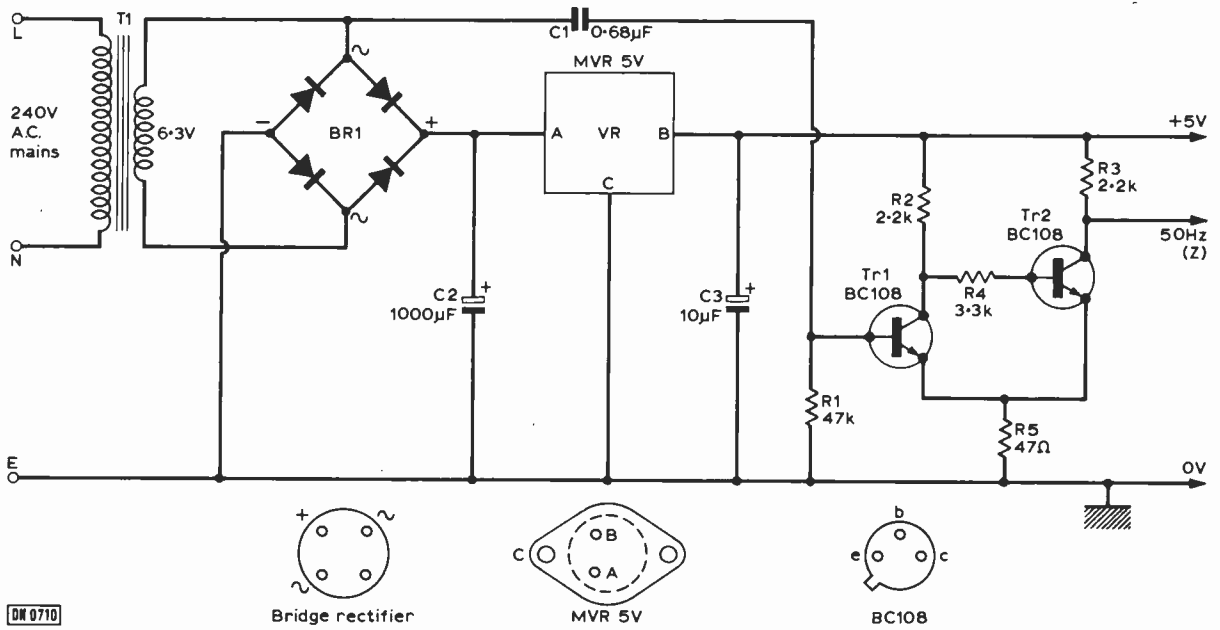 L
T1
240V
A.C.
mains
6·3V
N
E
~
−
BR1
+
~
C1
0·68µF
MVR 5V
A
VR
B
C
C2
+
1000µF
C3
+
10µF
R1
47k
R2
2·2k
Tr1
BC108
R4
3·3k
Tr2
BC108
R3
2·2k
R5
47Ω
+5V
50Hz
(Z)
0V
+
~
~
Bridge rectifier
C
B
A
MVR 5V
b
e
c
BC108
DN 0710